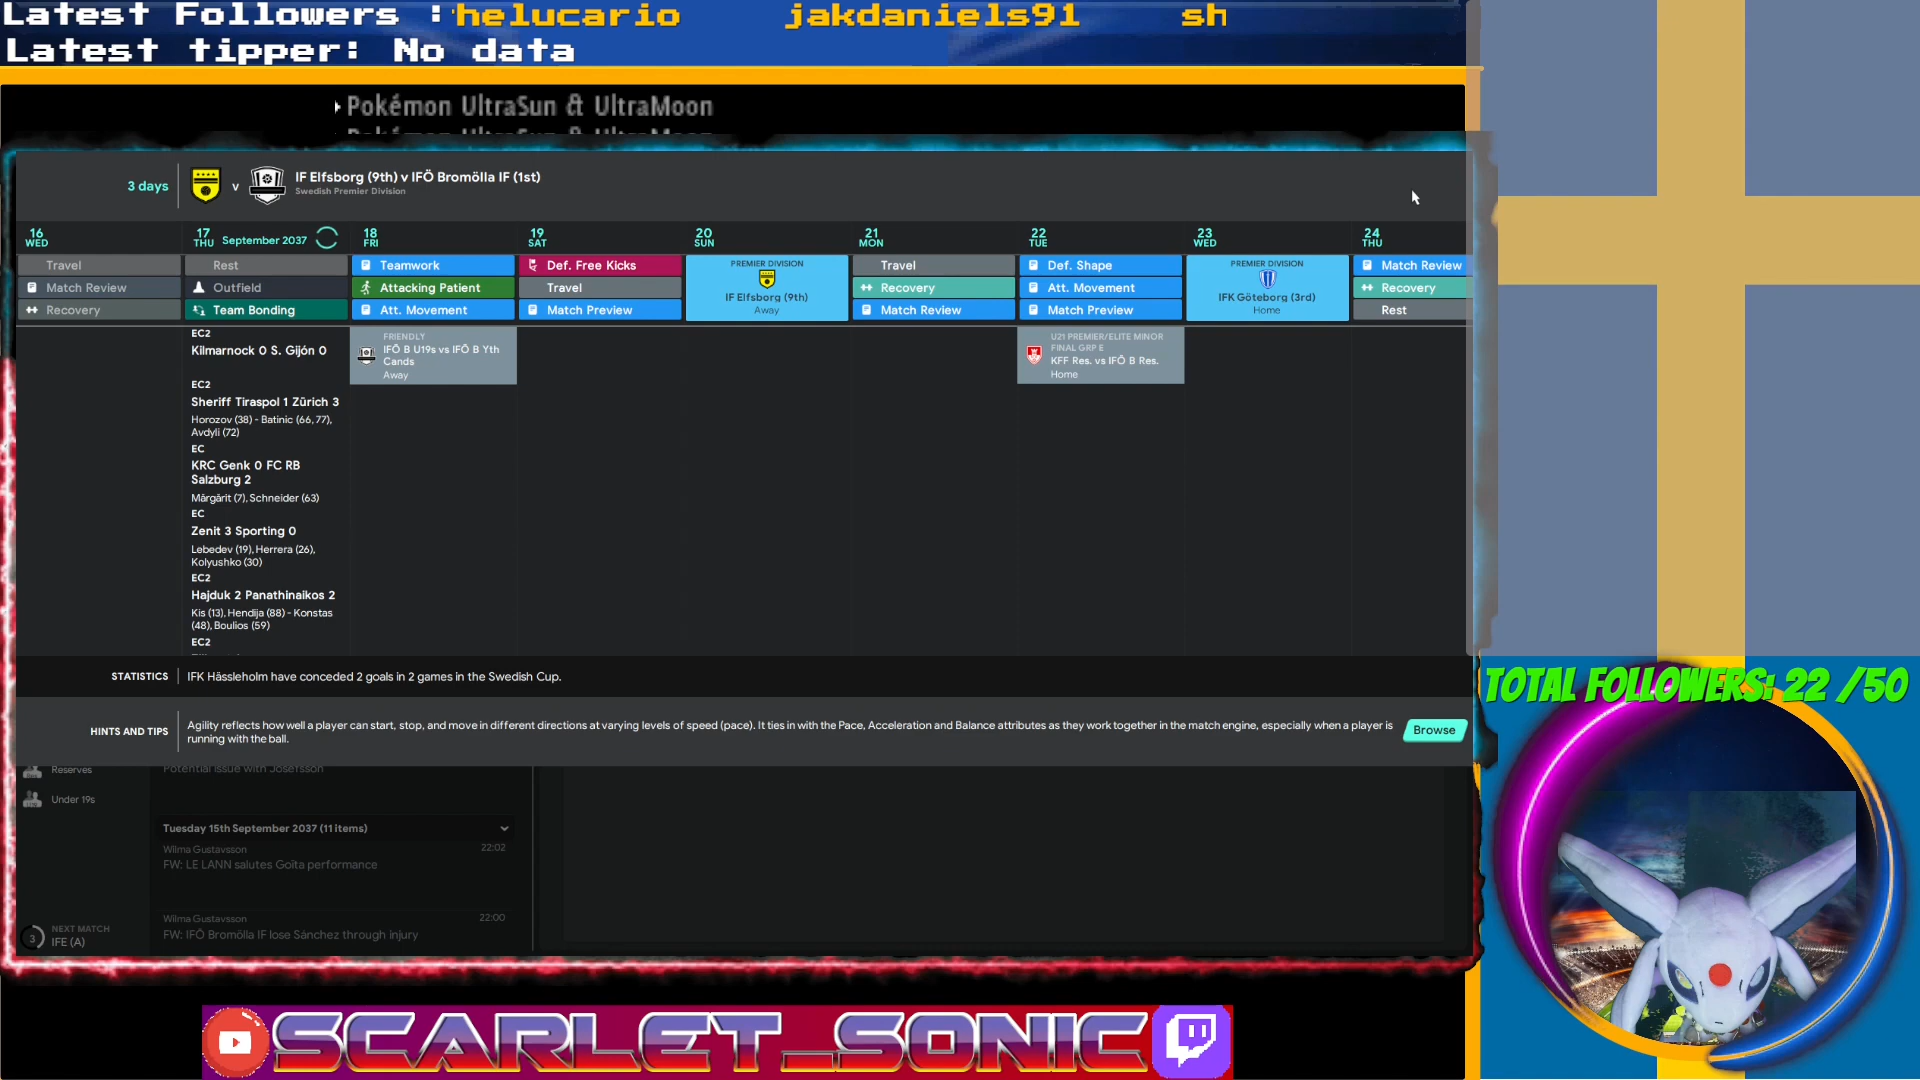 Latest Followers : helucario jakdaniels91 sh
Latest tipper: No data
Pokémon UltraSun & UltraMoon
Pokémon UltraSun & UltraMoon
3 days
v
IF Elfsborg (9th) v IFÖ Bromölla IF (1st)
Swedish Premier Division
16 WED
17 THU September 2037
18 FRI
19 SAT
20 SUN
21 MON
22 TUE
23 WED
24 THU
Travel
Match Review
Recovery
Rest
Outfield
Team Bonding
Teamwork
Attacking Patient
Att. Movement
Def. Free Kicks
Travel
Match Preview
PREMIER DIVISION
IF Elfsborg (9th)
Away
Travel
Recovery
Match Review
Def. Shape
Att. Movement
Match Preview
PREMIER DIVISION
IFK Göteborg (3rd)
Home
Match Review
Recovery
Rest
EC2
Kilmarnock 0 S. Gijón 0
EC2
Sheriff Tiraspol 1 Zürich 3
Horozov (38) - Batinic (66, 77),
Avdyli (72)
EC
KRC Genk 0 FC RB
Salzburg 2
Mărgărit (7), Schneider (63)
EC
Zenit 3 Sporting 0
Lebedev (19), Herrera (26),
Kolyushko (30)
EC2
Hajduk 2 Panathinaikos 2
Kis (13), Hendija (88) - Konstas
(48), Boulios (59)
EC2
FRIENDLY
IFÖ B U19s vs IFÖ B Yth
Cands
Away
U21 PREMIER/ELITE MINOR
FINAL GRP E
KFF Res. vs IFÖ B Res.
Home
STATISTICS
IFK Hässleholm have conceded 2 goals in 2 games in the Swedish Cup.
HINTS AND TIPS
Agility reflects how well a player can start, stop, and move in different directions at varying levels of speed (pace). It ties in with the Pace, Acceleration and Balance attributes as they work together in the match engine, especially when a player is
running with the ball.
Browse
Reserves
Under 19s
Potential issue with Josefsson
Tuesday 15th September 2037 (11 items)
Wilma Gustavsson 22:02
FW: LE LANN salutes Goïta performance
Wilma Gustavsson 22:00
FW: IFÖ Bromölla IF lose Sánchez through injury
3
NEXT MATCH
IFE (A)
TOTAL FOLLOWERS: 22 /50
SCARLET_SONIC